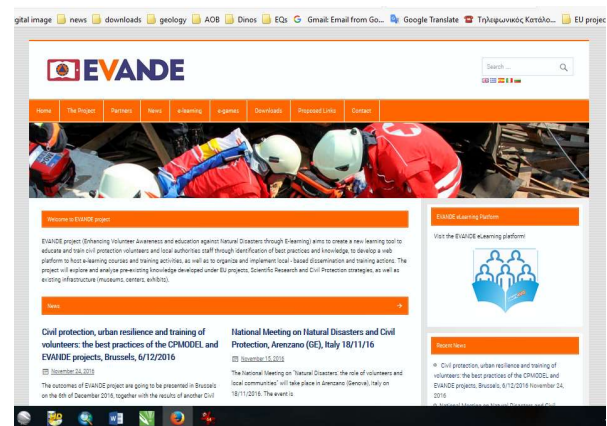 gital image news downloads geology AOB Dinos EQs Gmail: Email from Go... Google Translate Τηλεφωνικός Κατάλο... EU projec
EVANDE
Search ...
Home The Project Partners News e-learning e-games Downloads Proposed Links Contact
Welcome to EVANDE project
EVANDE project (Enhancing Volunteer Awareness and education against Natural Disasters through E-learning) aims to create a new learning tool to
educate and train civil protection volunteers and local authorities staff through identification of best practices and knowledge, to develop a web
platform to host e-learning courses and training activities, as well as to organize and implement local - based dissemination and training actions. The
project will explore and analyse pre-existing knowledge developed under EU projects, Scientific Research and Civil Protection strategies, as well as
existing infrastructure (museums, centers, exhibits).
News
Civil protection, urban resilience and training of
volunteers: the best practices of the CPMODEL and
EVANDE projects, Brussels, 6/12/2016
November 24, 2016
The outcomes of EVANDE project are going to be presented in Brussels
on the 6th of December 2016, together with the results of another Civil
National Meeting on Natural Disasters and Civil
Protection, Arenzano (GE), Italy 18/11/16
November 15, 2016
The National Meeting on "Natural Disasters: the role of volunteers and
local communities" will take place in Arenzano (Genova), Italy on
18/11/2016. The event is
EVANDE eLearning Platform
Visit the EVANDE eLearning platform!
Recent News
Civil protection, urban resilience and training of
volunteers: the best practices of the CPMODEL and
EVANDE projects, Brussels, 6/12/2016 November 24,
2016
National Meeting on Natural Disasters and Civil